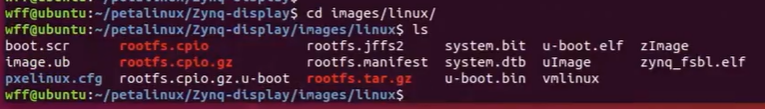 wff@ubuntu:~/petalinux/Zynq-display$ cd images/linux/
wff@ubuntu:~/petalinux/Zynq-display/images/linux$ ls
boot.scr rootfs.cpio rootfs.jffs2 system.bit u-boot.elf zImage
image.ub rootfs.cpio.gz rootfs.manifest system.dtb uImage zynq_fsbl.elf
pxelinux.cfg rootfs.cpio.gz.u-boot rootfs.tar.gz u-boot.bin vmlinux
wff@ubuntu:~/petalinux/Zynq-display/images/linux$